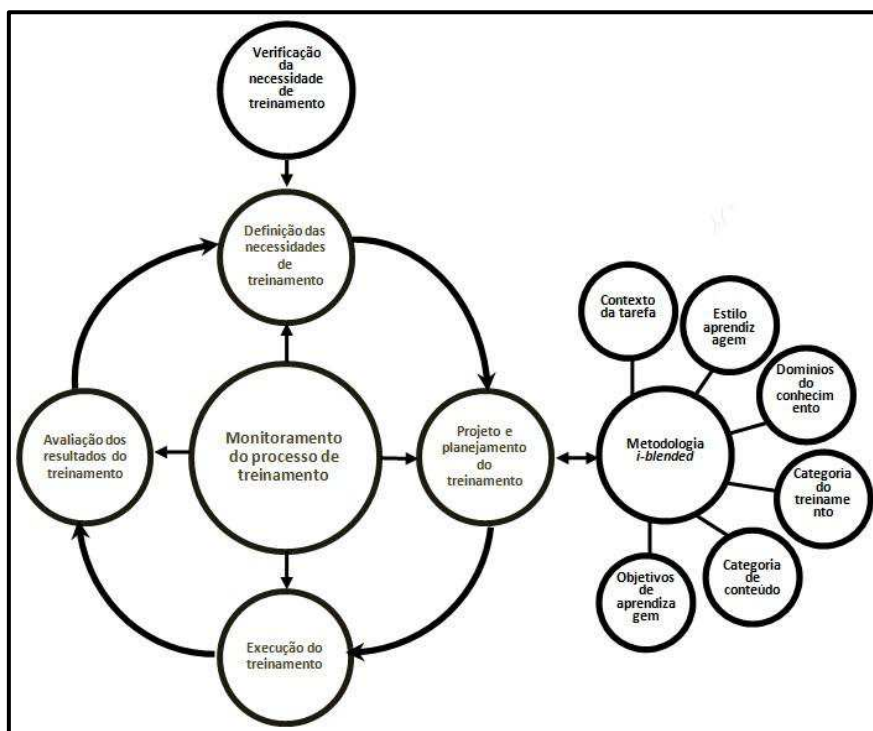 Verificação
da
necessidade
de
treinamento
Definição das
necessidades
de
treinamento
Contexto
da tarefa
Estilo
aprendiz
agem
Domínios do
conhecim
ento
Avaliação dos
resultados do
treinamento
Monitoramento
do processo de
treinamento
Projeto e
planejamento
do
treinamento
Metodologia
i-blended
Categoria
do
treiname
nto
Categoria
de
conteúdo
Objetivos
de
aprendiza
gem
Execução do
treinamento